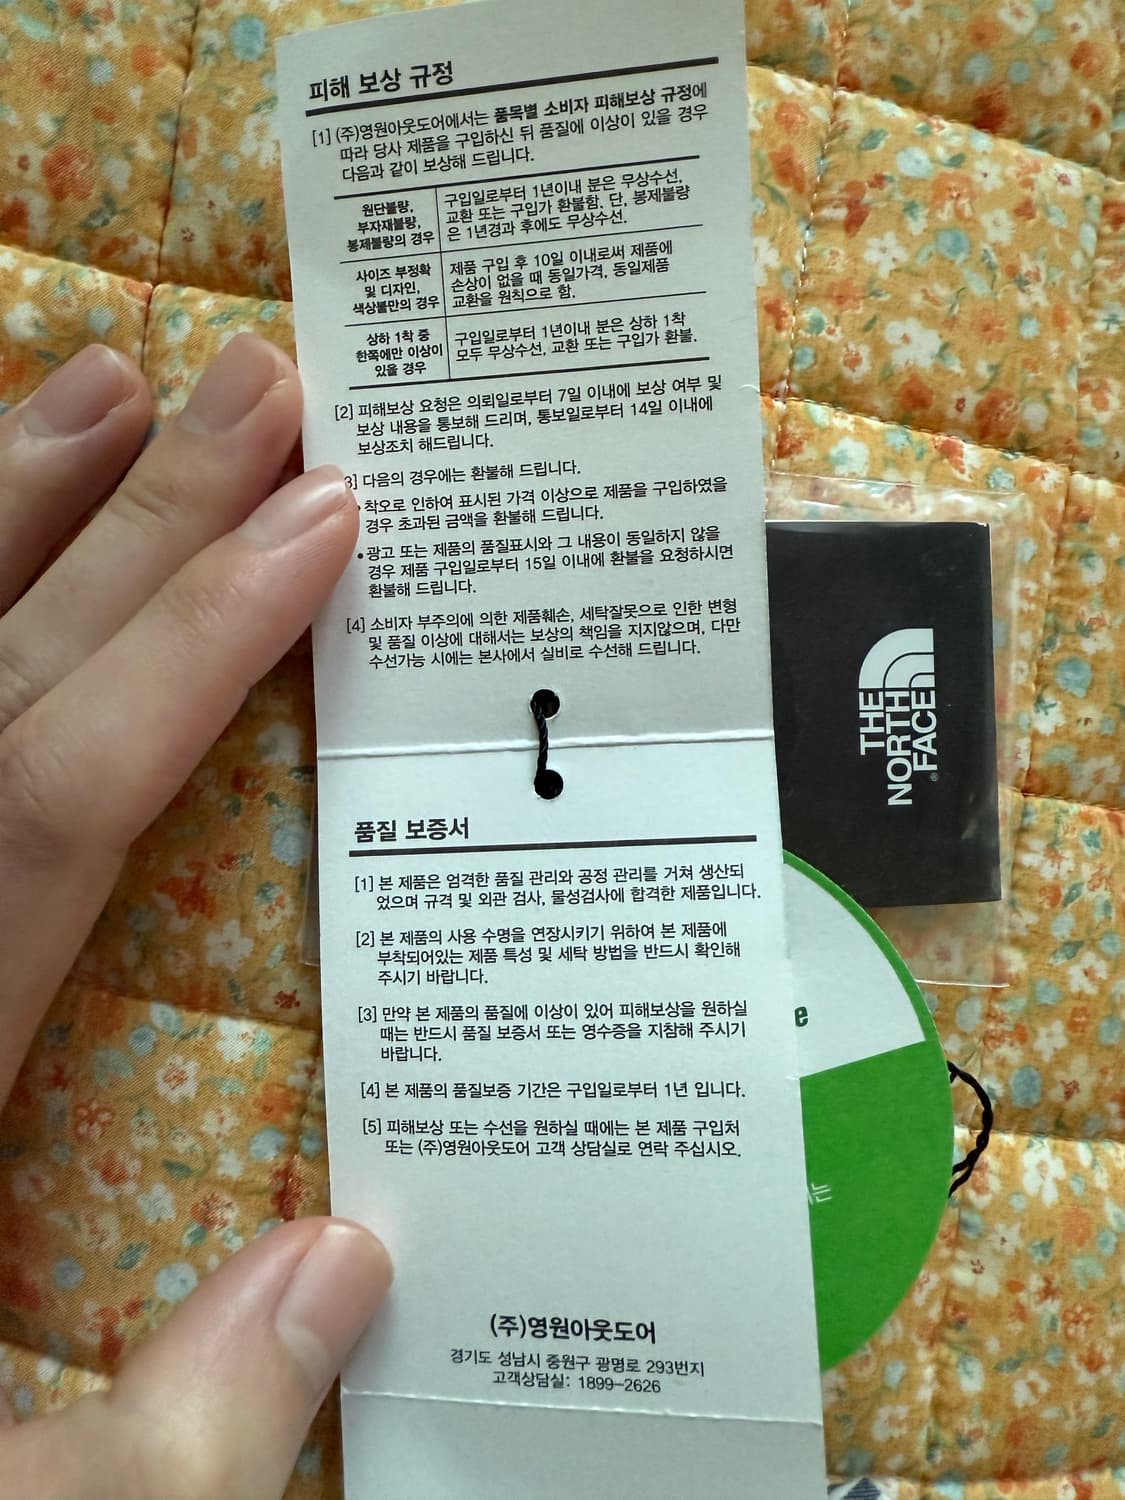 피해 보상 규정
[1] (주)영원아웃도어에서는 품목별 소비자 피해보상 규정에
따라 당사 제품을 구입하신 뒤 품질에 이상이 있을 경우
다음과 같이 보상해 드립니다.
원단불량,
부자재불량,
봉제불량의 경우
구입일로부터 1년이내 분은 무상수선,
교환 또는 구입가 환불함. 단, 봉제불량
은 1년경과 후에도 무상수선.
사이즈 부정확
및 디자인,
색상불만의 경우
제품 구입 후 10일 이내로써 제품에
손상이 없을 때 동일가격, 동일제품
교환을 원칙으로 함.
상하 1착 중
한쪽에만 이상이
있을 경우
구입일로부터 1년이내 분은 상하 1착
모두 무상수선, 교환 또는 구입가 환불.
[2] 피해보상 요청은 의뢰일로부터 7일 이내에 보상 여부 및
보상 내용을 통보해 드리며, 통보일로부터 14일 이내에
보상조치 해드립니다.
3] 다음의 경우에는 환불해 드립니다.
• 착오로 인하여 표시된 가격 이상으로 제품을 구입하였을
경우 초과된 금액을 환불해 드립니다.
• 광고 또는 제품의 품질표시와 그 내용이 동일하지 않을
경우 제품 구입일로부터 15일 이내에 환불을 요청하시면
환불해 드립니다.
[4] 소비자 부주의에 의한 제품훼손, 세탁잘못으로 인한 변형
및 품질 이상에 대해서는 보상의 책임을 지지않으며, 다만
수선가능 시에는 본사에서 실비로 수선해 드립니다.
THE
NORTH
FACE®
품질 보증서
[1] 본 제품은 엄격한 품질 관리와 공정 관리를 거쳐 생산되
었으며 규격 및 외관 검사, 물성검사에 합격한 제품입니다.
[2] 본 제품의 사용 수명을 연장시키기 위하여 본 제품에
부착되어있는 제품 특성 및 세탁 방법을 반드시 확인해
주시기 바랍니다.
[3] 만약 본 제품의 품질에 이상이 있어 피해보상을 원하실
때는 반드시 품질 보증서 또는 영수증을 지참해 주시기
바랍니다.
[4] 본 제품의 품질보증 기간은 구입일로부터 1년 입니다.
[5] 피해보상 또는 수선을 원하실 때에는 본 제품 구입처
또는 (주)영원아웃도어 고객 상담실로 연락 주십시오.
e
는
(주)영원아웃도어
경기도 성남시 중원구 광명로 293번지
고객상담실: 1899-2626